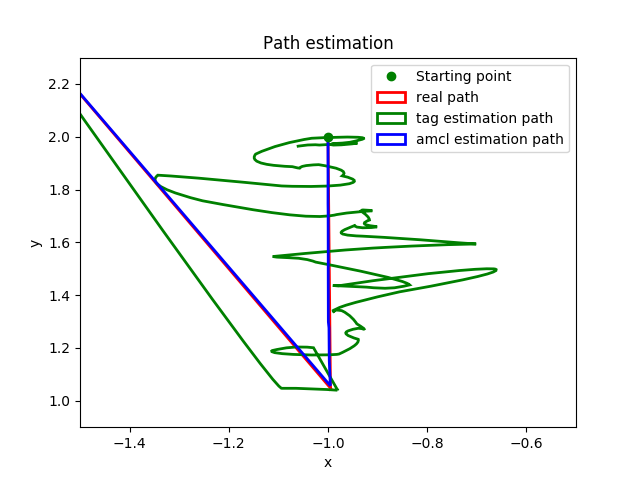 Path estimation
Starting point
real path
tag estimation path
amcl estimation path
y
2.2
2.0
1.8
1.6
1.4
1.2
1.0
−1.4
−1.2
−1.0
−0.8
−0.6
x